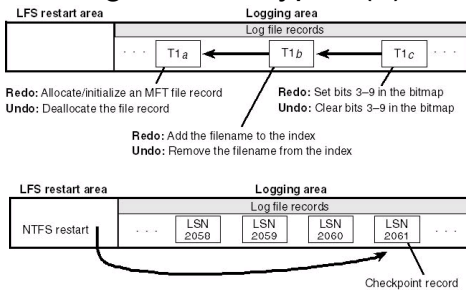 LFS restart area Logging area
Log file records
· · · T1a T1b T1c · · ·
Redo: Allocate/initialize an MFT file record
Undo: Deallocate the file record
Redo: Set bits 3–9 in the bitmap
Undo: Clear bits 3–9 in the bitmap
Redo: Add the filename to the index
Undo: Remove the filename from the index
LFS restart area Logging area
Log file records
NTFS restart · · · LSN 2058 LSN 2059 LSN 2060 LSN 2061 · · ·
Checkpoint record